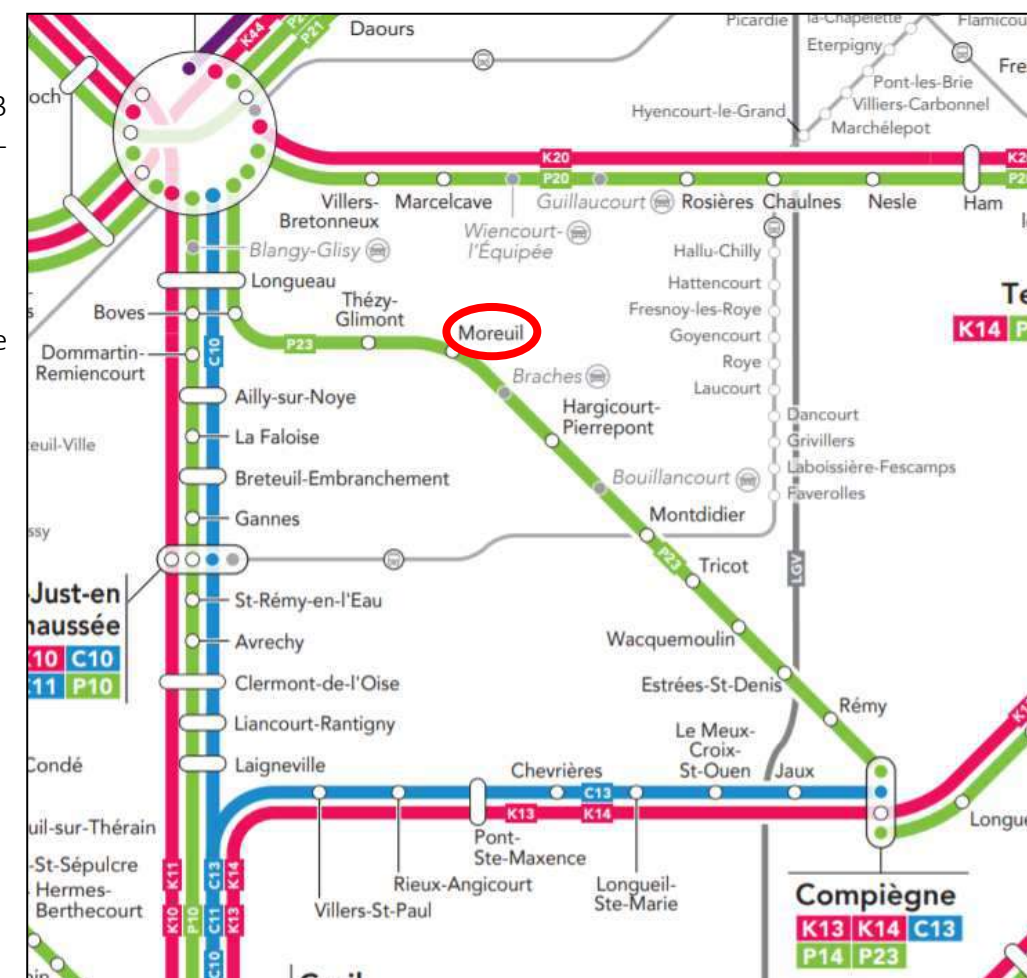 Daours
Picardie
la-Chapelette
Flamicou
Eterpigny
Fre
Pont-les-Brie
Villiers-Carbonnel
Hyencourt-le-Grand
Marchélepot
K44
P21
och
K20
K2
P20
P2
Villers-
Bretonneux
Marcelcave
Wiencourt-
l'Équipée
Guillaucourt
Rosières
Chaulnes
Nesle
Ham
Blangy-Glisy
Longueau
Boves
Thézy-
Glimont
P23
Moreuil
Hallu-Chilly
Hattencourt
Fresnoy-les-Roye
Goyencourt
Roye
Laucourt
Dancourt
Grivillers
Laboissière-Fescamps
Faverolles
Te
K14 P
Dommartin-
Remiencourt
C10
Ailly-sur-Noye
Braches
Hargicourt-
Pierrepont
La Faloise
euil-Ville
Breteuil-Embranchement
Bouillancourt
Gannes
Montdidier
ssy
P23
Tricot
LGV
-Just-en
haussée
K10 C10
C11 P10
St-Rémy-en-l'Eau
Avrechy
Wacquemoulin
Clermont-de-l'Oise
Estrées-St-Denis
Rémy
Liancourt-Rantigny
Condé
Laigneville
Chevrières
Le Meux-
Croix-
St-Ouen
Jaux
C13
K13
K14
Longue
uil-sur-Thérain
Pont-
Ste-Maxence
-St-Sépulcre
Hermes-
Berthecourt
K11
C13
K14
Rieux-Angicourt
Longueil-
Ste-Marie
Villers-St-Paul
K10
P10
C11
K13
C10
Compiègne
K13 K14 C13
P14 P23